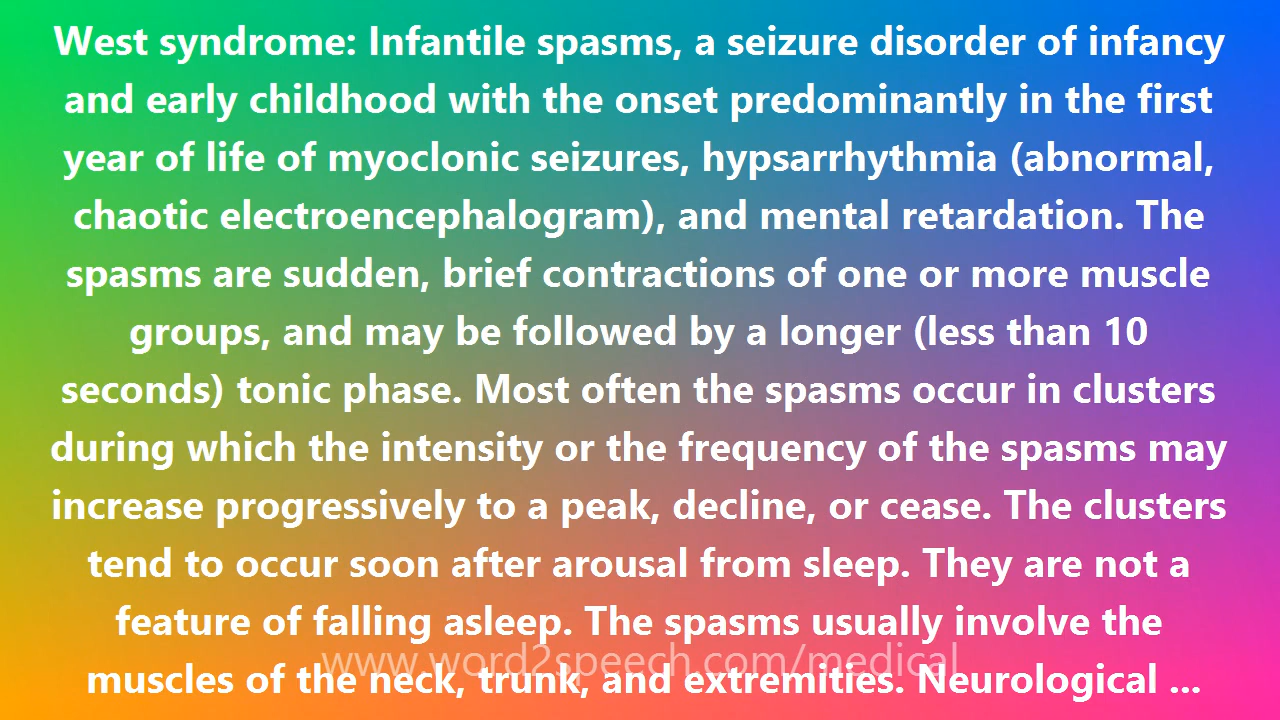 West syndrome: Infantile spasms, a seizure disorder of infancy
and early childhood with the onset predominantly in the first
year of life of myoclonic seizures, hypsarrhythmia (abnormal,
chaotic electroencephalogram), and mental retardation. The
spasms are sudden, brief contractions of one or more muscle
groups, and may be followed by a longer (less than 10
seconds) tonic phase. Most often the spasms occur in clusters
during which the intensity or the frequency of the spasms may
increase progressively to a peak, decline, or cease. The clusters
tend to occur soon after arousal from sleep. They are not a
feature of falling asleep. The spasms usually involve the
www.word2speech.com/medical
muscles of the neck, trunk, and extremities. Neurological ...